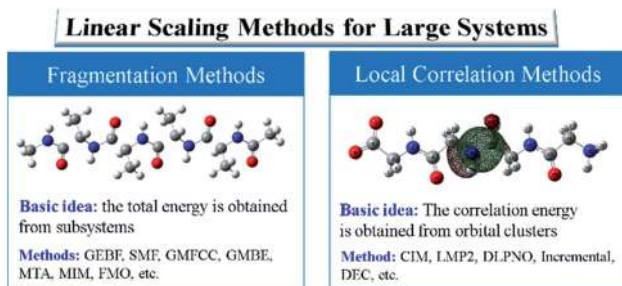 Linear Scaling Methods for Large Systems
Fragmentation Methods
Basic idea: the total energy is obtained
from subsystems
Methods: GEBF, SMF, GMFCC, GMBE,
MTA, MIM, FMO, etc.
Local Correlation Methods
Basic idea: The correlation energy
is obtained from orbital clusters
Method: CIM, LMP2, DLPNO, Incremental,
DEC, etc.